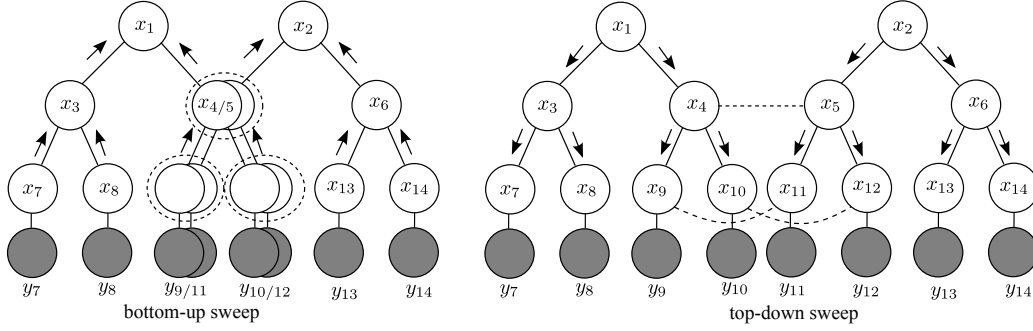 x₁ x₂ x₁ x₂
x₃ x₄/₅ x₆ x₃ x₄ x₅ x₆
x₇ x₈ x₁₃ x₁₄ x₇ x₈ x₉ x₁₀ x₁₁ x₁₂ x₁₃ x₁₄
y₇ y₈ y₉/₁₁ y₁₀/₁₂ y₁₃ y₁₄ y₇ y₈ y₉ y₁₀ y₁₁ y₁₂ y₁₃ y₁₄
bottom-up sweep top-down sweep